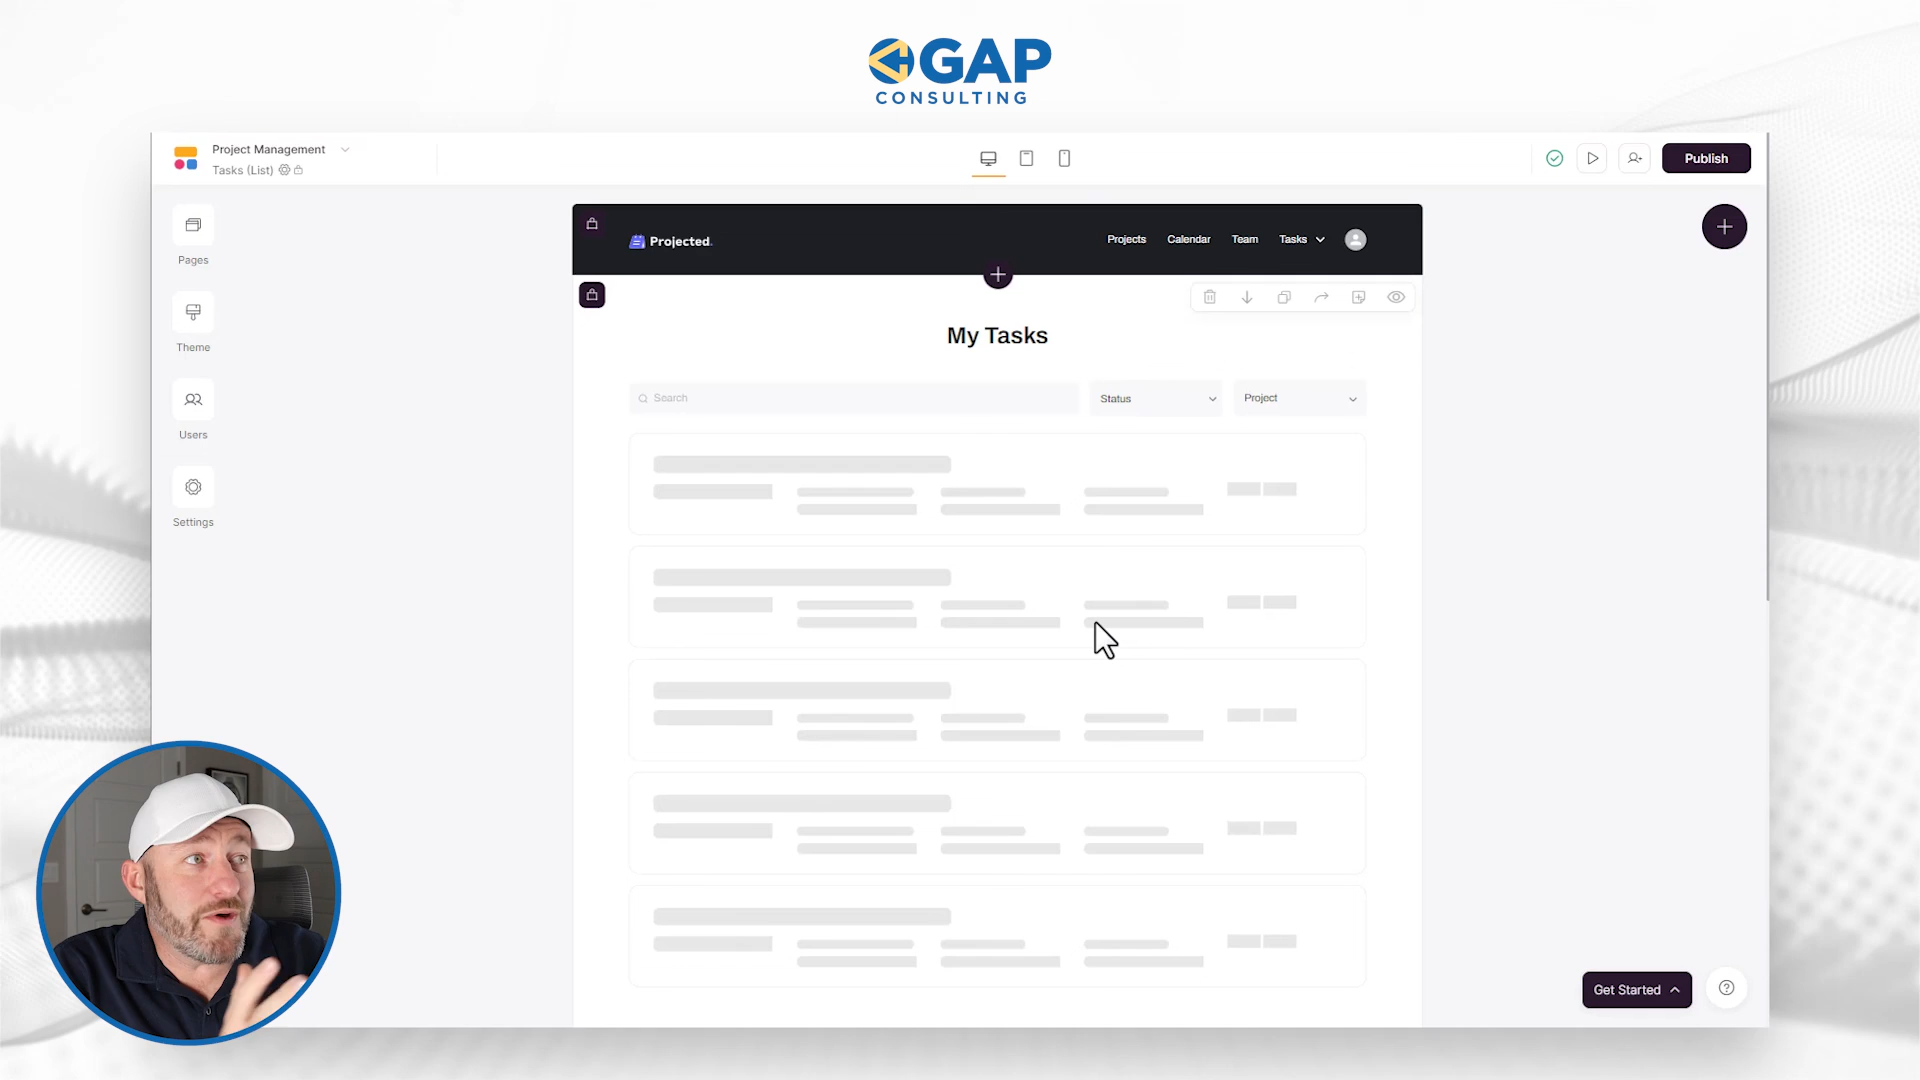 GAP
CONSULTING
Project Management
Tasks (List)
Publish
Pages
Theme
Users
Settings
Projected.
Projects
Calendar
Team
Tasks
My Tasks
Search
Status
Project
Get Started